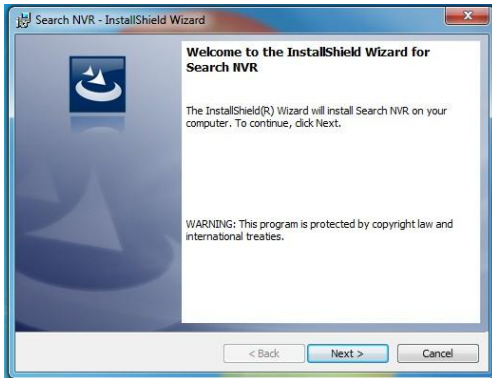 Search NVR - InstallShield Wizard
Welcome to the InstallShield Wizard for
Search NVR
The InstallShield(R) Wizard will install Search NVR on your
computer. To continue, click Next.
WARNING: This program is protected by copyright law and
international treaties.
< Back
Next >
Cancel